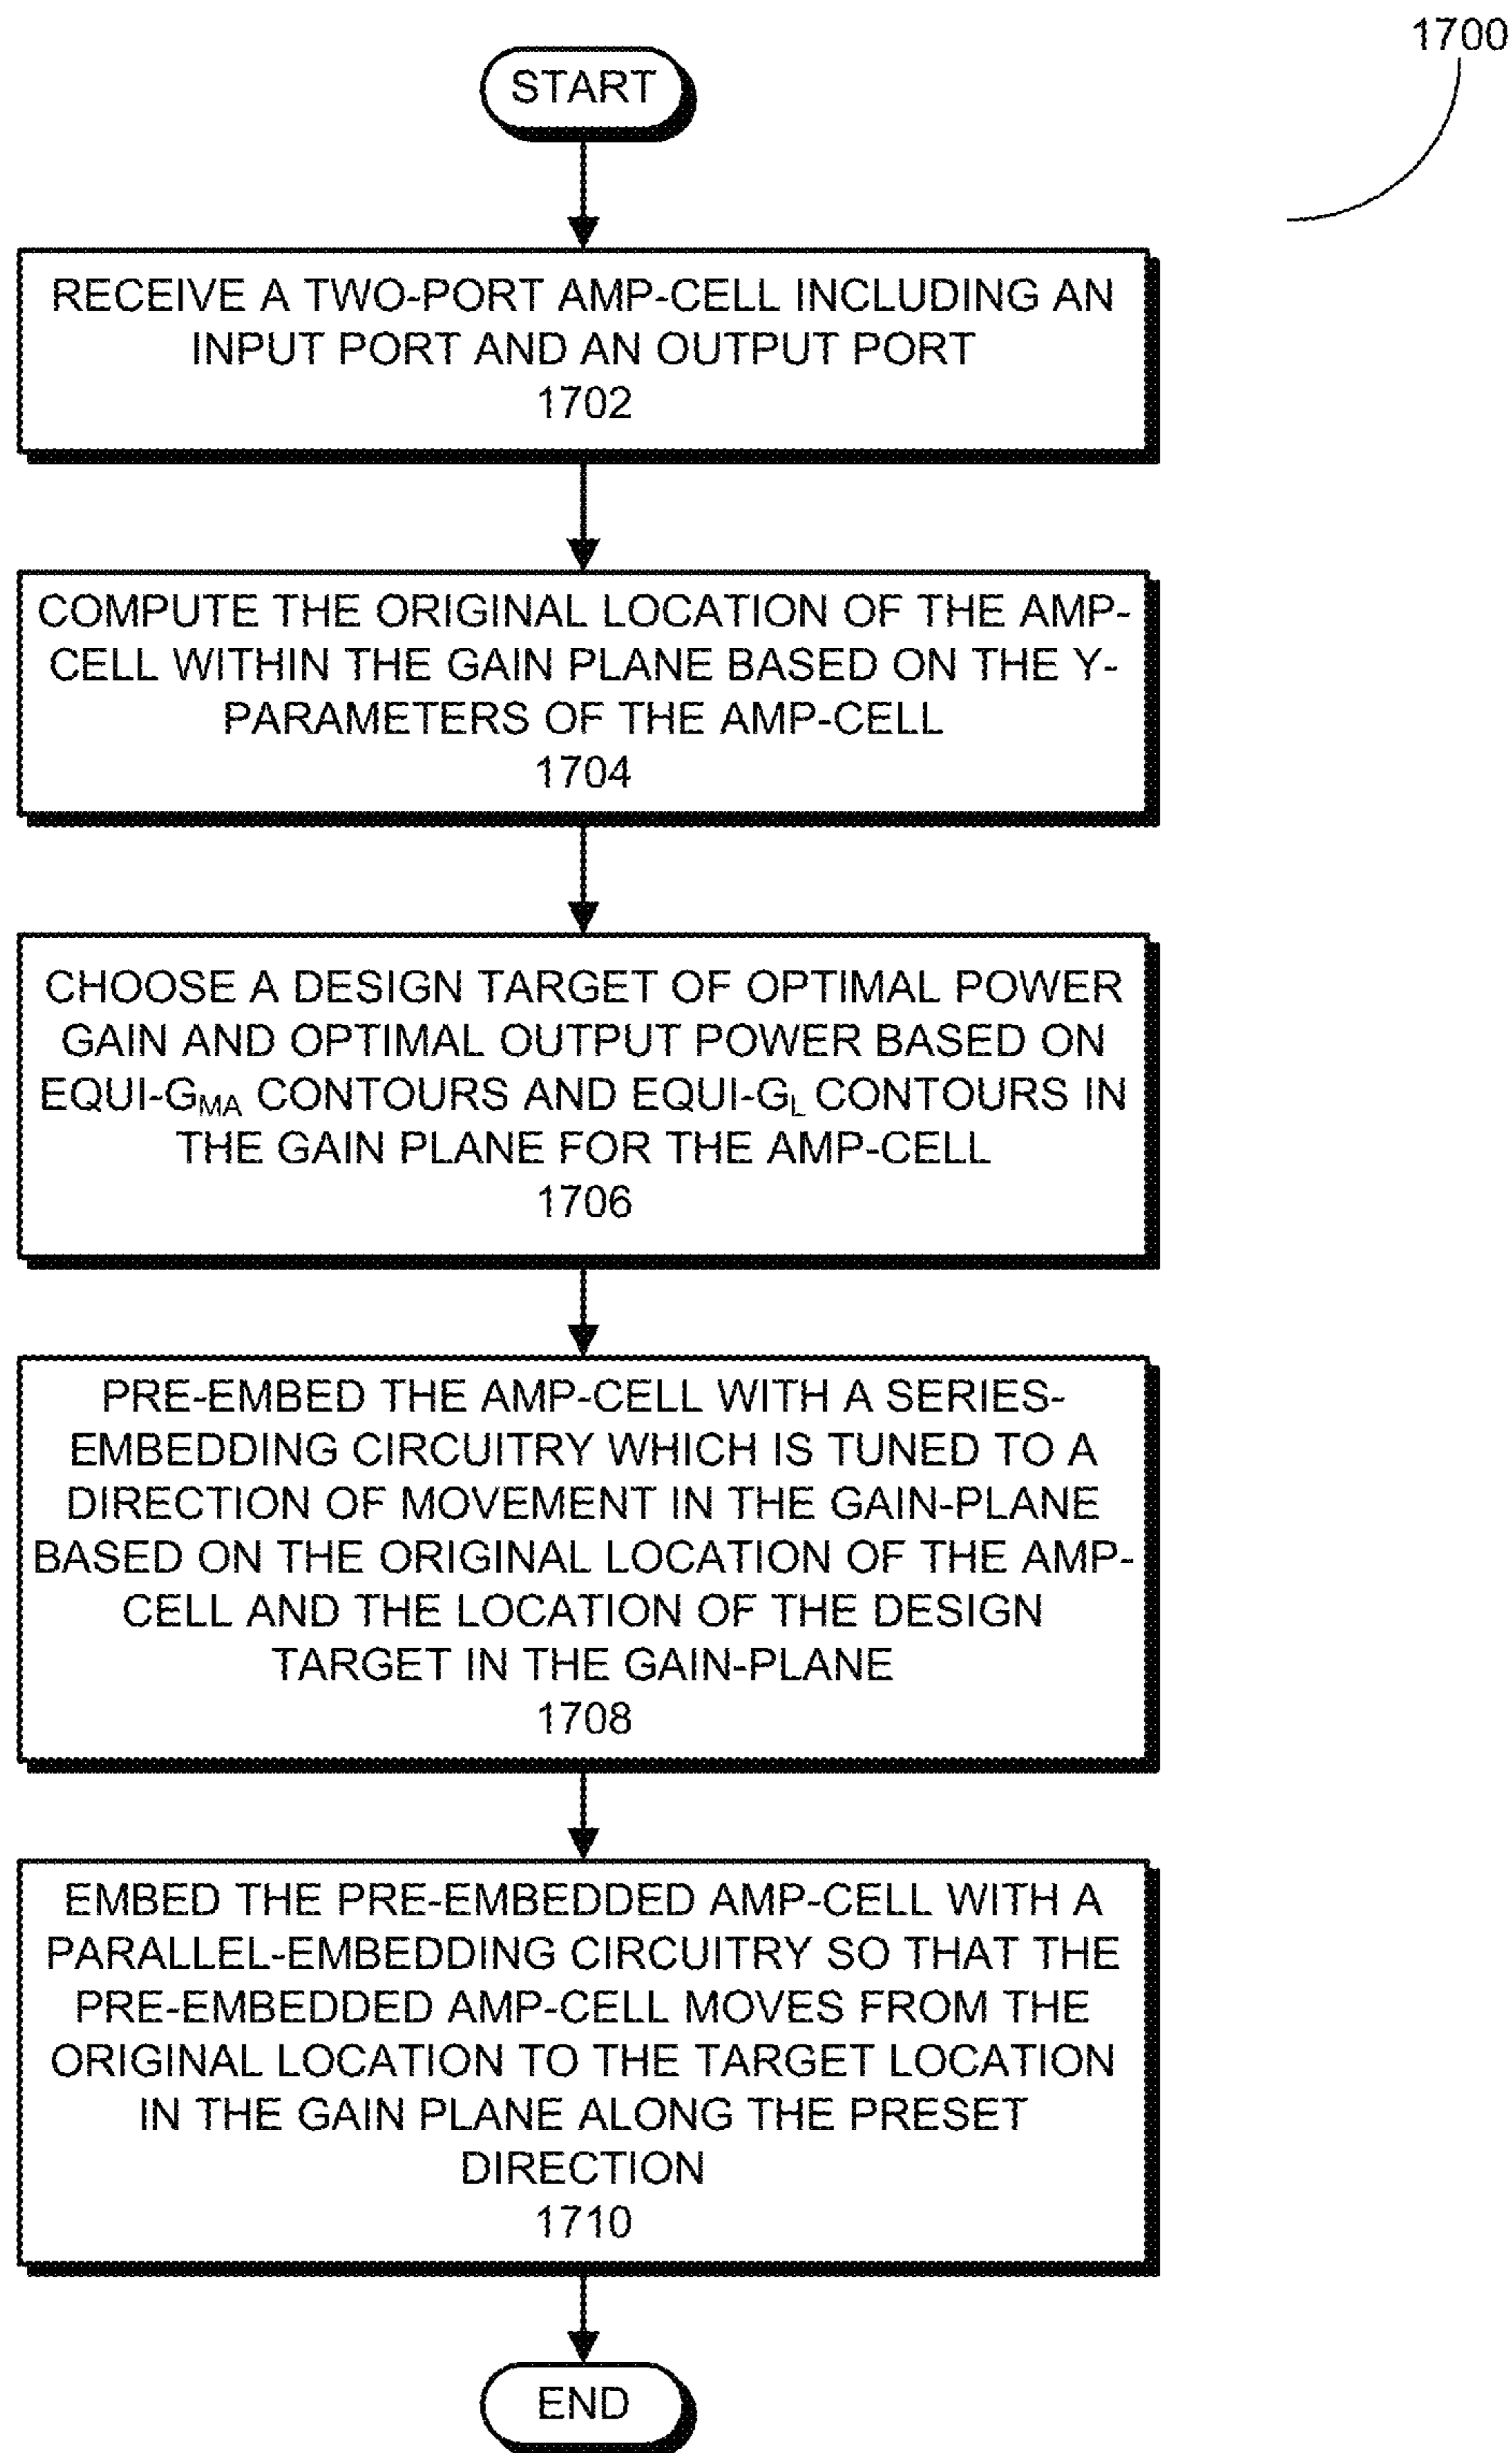 1700
START
RECEIVE A TWO-PORT AMP-CELL INCLUDING AN
INPUT PORT AND AN OUTPUT PORT
1702
COMPUTE THE ORIGINAL LOCATION OF THE AMP-
CELL WITHIN THE GAIN PLANE BASED ON THE Y-
PARAMETERS OF THE AMP-CELL
1704
CHOOSE A DESIGN TARGET OF OPTIMAL POWER
GAIN AND OPTIMAL OUTPUT POWER BASED ON
EQUI-GMA CONTOURS AND EQUI-GL CONTOURS IN
THE GAIN PLANE FOR THE AMP-CELL
1706
PRE-EMBED THE AMP-CELL WITH A SERIES-
EMBEDDING CIRCUITRY WHICH IS TUNED TO A
DIRECTION OF MOVEMENT IN THE GAIN-PLANE
BASED ON THE ORIGINAL LOCATION OF THE AMP-
CELL AND THE LOCATION OF THE DESIGN
TARGET IN THE GAIN-PLANE
1708
EMBED THE PRE-EMBEDDED AMP-CELL WITH A
PARALLEL-EMBEDDING CIRCUITRY SO THAT THE
PRE-EMBEDDED AMP-CELL MOVES FROM THE
ORIGINAL LOCATION TO THE TARGET LOCATION
IN THE GAIN PLANE ALONG THE PRESET
DIRECTION
1710
END